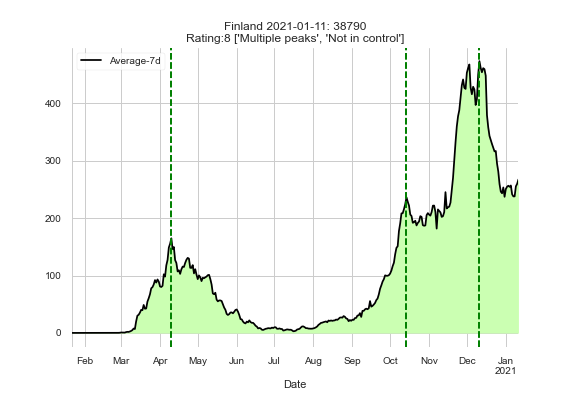 Finland 2021-01-11: 38790
Rating:8 ['Multiple peaks', 'Not in control']
Average-7d
400
300
200
100
0
Feb Mar Apr May Jun Jul Aug Sep Oct Nov Dec Jan
2021
Date